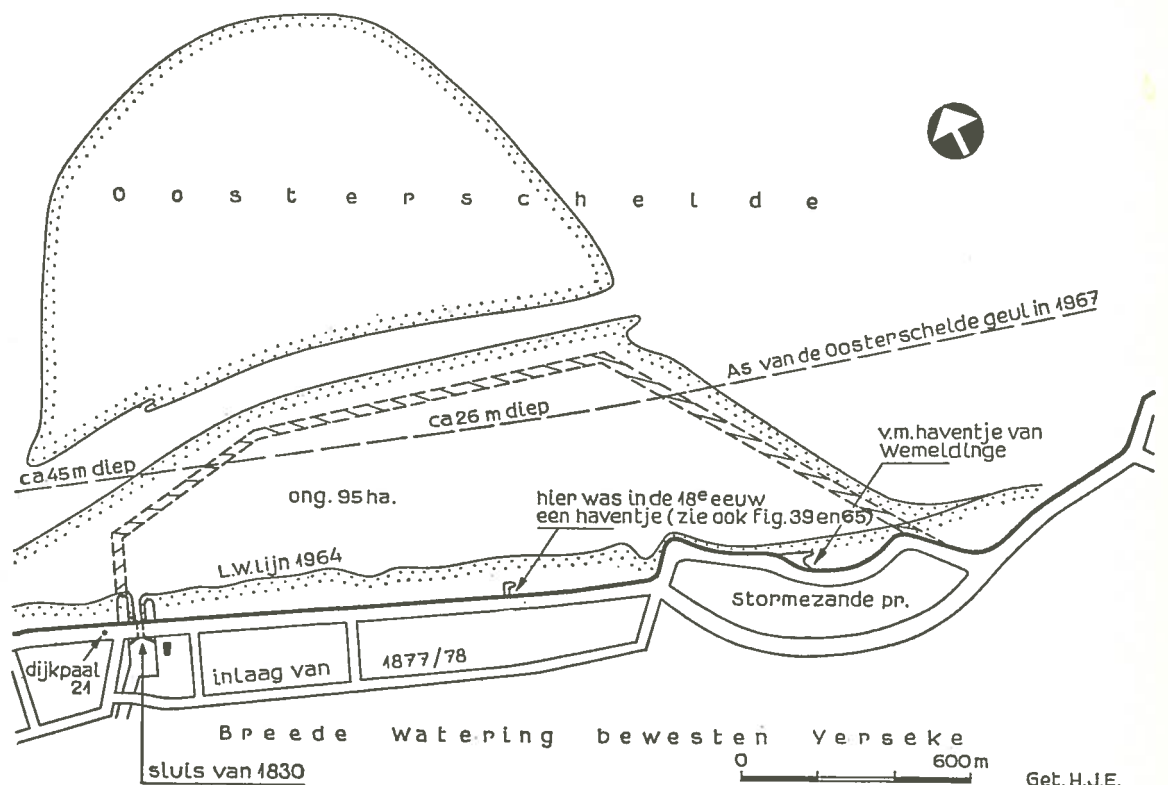 Oosterschelde
As van de Oosterschelde geul in 1967
ca 26 m diep
ca 45 m diep
v.m. haventje van
Wemeldinge
ong. 95 ha.
hier was in de 18e eeuw
een haventje (zie ook fig. 39 en 65)
L.W. lijn 1964
Stormezande pr.
dijkpaal
21
inlaag van 1877/78
Breede Watering bewesten Yerseke
sluis van 1830
0 600 m
Get. H.J.E.